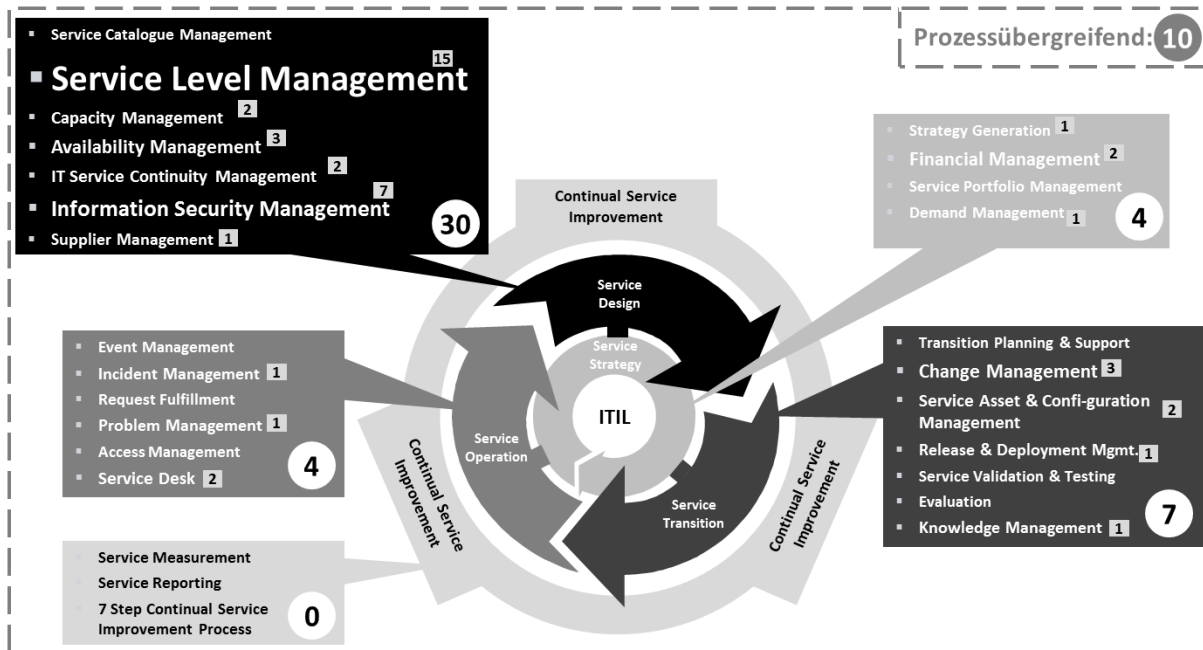 Service Catalogue Management
Service Level Management 15
Capacity Management 2
Availability Management 3
IT Service Continuity Management 2
Information Security Management 7
Supplier Management 1
30
Prozessübergreifend: 10
Strategy Generation 1
Financial Management 2
Service Portfolio Management
Demand Management 1
4
Continual Service
Improvement
Service
Design
Service
Strategy
ITIL
Service
Operation
Service
Transition
Continual Service
Improvement
Continual Service
Improvement
Event Management
Incident Management 1
Request Fulfillment
Problem Management 1
Access Management
Service Desk 2
4
Transition Planning & Support
Change Management 3
Service Asset & Confi-guration
Management 2
Release & Deployment Mgmt. 1
Service Validation & Testing
Evaluation
Knowledge Management 1
7
Service Measurement
Service Reporting
7 Step Continual Service
Improvement Process
0